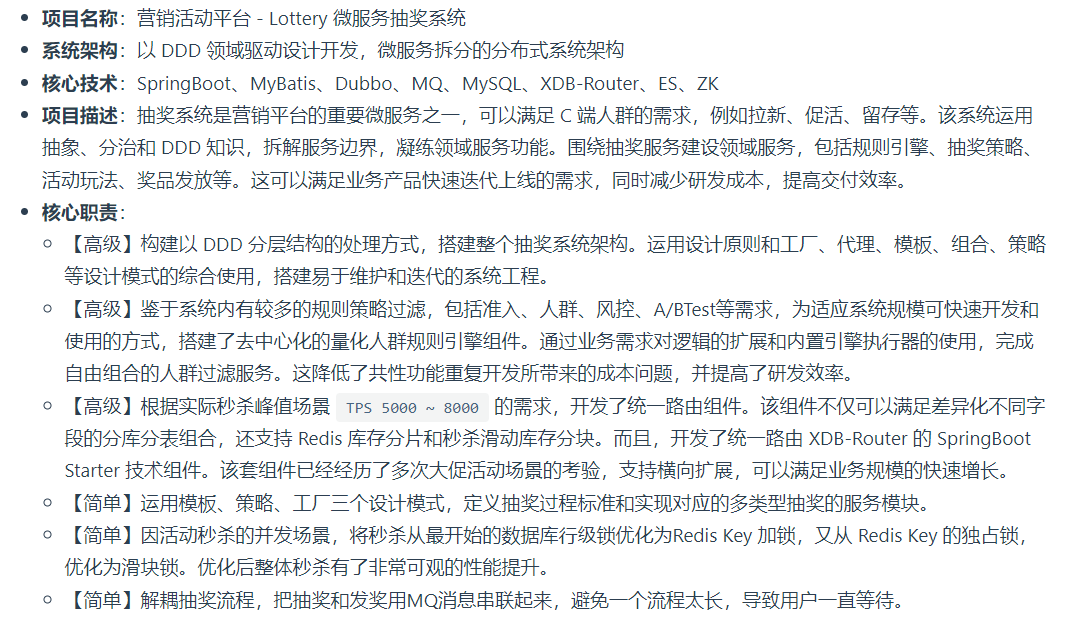 项目名称：营销活动平台 - Lottery 微服务抽奖系统
系统架构：以 DDD 领域驱动设计开发，微服务拆分的分布式系统架构
核心技术：SpringBoot、MyBatis、Dubbo、MQ、MySQL、XDB-Router、ES、ZK
项目描述：抽奖系统是营销平台的重要微服务之一，可以满足 C 端人群的需求，例如拉新、促活、留存等。该系统运用
抽象、分治和 DDD 知识，拆解服务边界，凝练领域服务功能。围绕抽奖服务建设领域服务，包括规则引擎、抽奖策略、
活动玩法、奖品发放等。这可以满足业务产品快速迭代上线的需求，同时减少研发成本，提高交付效率。
核心职责：
【高级】构建以 DDD 分层结构的处理方式，搭建整个抽奖系统架构。运用设计原则和工厂、代理、模板、组合、策略
等设计模式的综合使用，搭建易于维护和迭代的系统工程。
【高级】鉴于系统内有较多的规则策略过滤，包括准入、人群、风控、A/BTest等需求，为适应系统规模可快速开发和
使用的方式，搭建了去中心化的量化人群规则引擎组件。通过业务需求对逻辑的扩展和内置引擎执行器的使用，完成
自由组合的人群过滤服务。这降低了共性功能重复开发所带来的成本问题，并提高了研发效率。
【高级】根据实际秒杀峰值场景 TPS 5000 ~ 8000 的需求，开发了统一路由组件。该组件不仅可以满足差异化不同字
段的分库分表组合，还支持 Redis 库存分片和秒杀滑动库存分块。而且，开发了统一路由 XDB-Router 的 SpringBoot
Starter 技术组件。该套组件已经经历了多次大促活动场景的考验，支持横向扩展，可以满足业务规模的快速增长。
【简单】运用模板、策略、工厂三个设计模式，定义抽奖过程标准和实现对应的多类型抽奖的服务模块。
【简单】因活动秒杀的并发场景，将秒杀从最开始的数据库行级锁优化为Redis Key 加锁，又从 Redis Key 的独占锁，
优化为滑块锁。优化后整体秒杀有了非常可观的性能提升。
【简单】解耦抽奖流程，把抽奖和发奖用MQ消息串联起来，避免一个流程太长，导致用户一直等待。